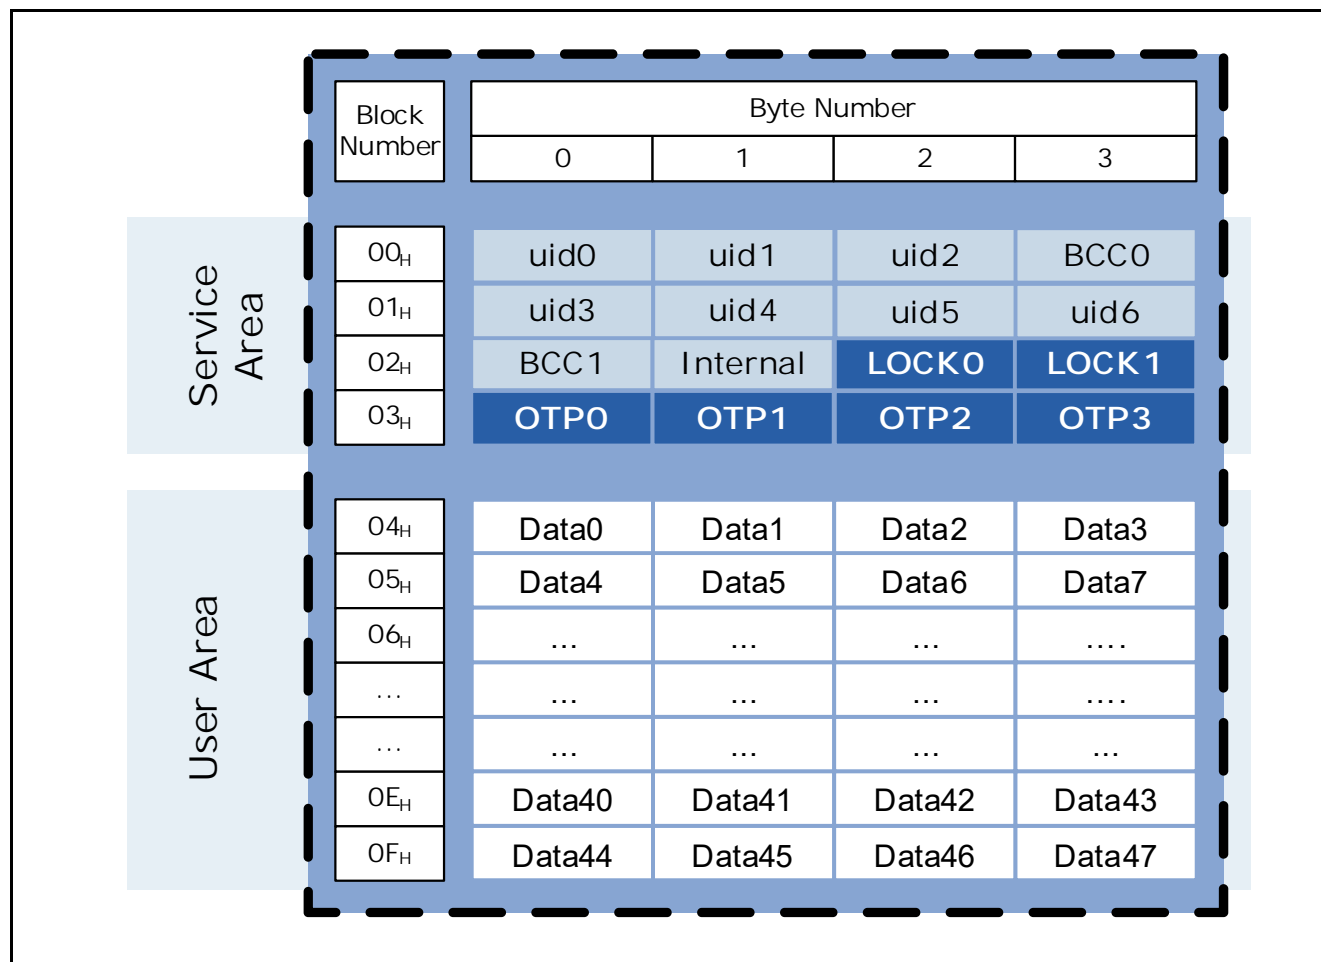 Block Number
Byte Number
0 1 2 3
Service Area
00H uid0 uid1 uid2 BCC0
01H uid3 uid4 uid5 uid6
02H BCC1 Internal LOCK0 LOCK1
03H OTP0 OTP1 OTP2 OTP3
User Area
04H Data0 Data1 Data2 Data3
05H Data4 Data5 Data6 Data7
06H ... ... ... ....
... ... ... ... ....
... ... ... ... ...
0EH Data40 Data41 Data42 Data43
0FH Data44 Data45 Data46 Data47